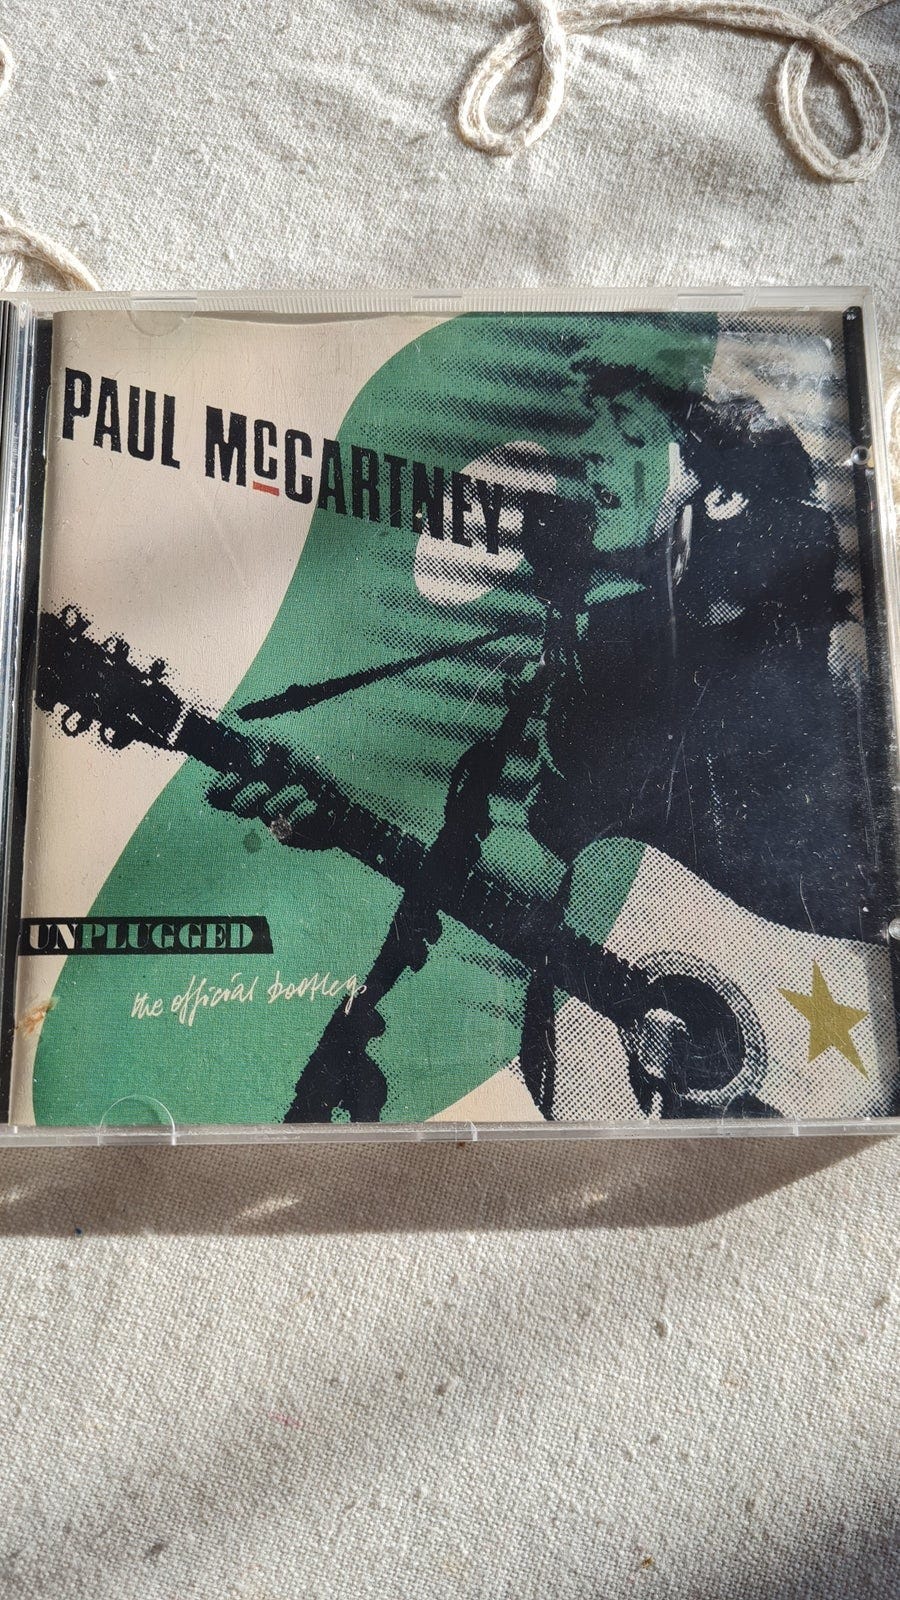 PAUL McCARTNEY
UNPLUGGED
the official bootleg